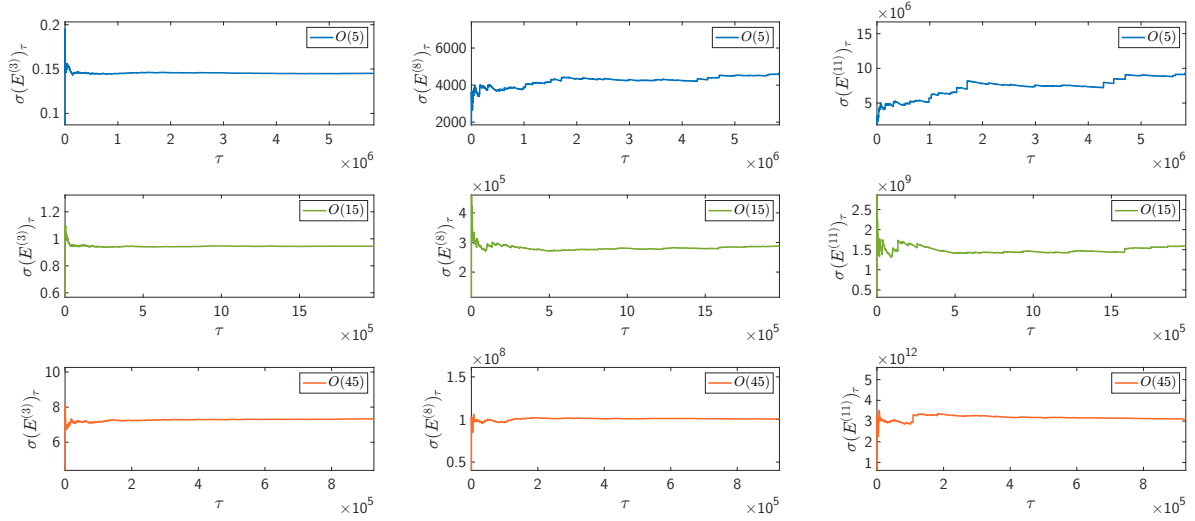 0.2
0.15
0.1
σ(E^(3))_τ
O(5)
0 1 2 3 4 5
τ
×10^6
6000
4000
2000
σ(E^(8))_τ
O(5)
0 1 2 3 4 5
τ
×10^6
×10^6
15
10
5
σ(E^(11))_τ
O(5)
0 1 2 3 4 5
τ
×10^6
1.2
1.0
0.8
0.6
σ(E^(3))_τ
O(15)
0 5 10 15
τ
×10^5
×10^5
4
3
2
σ(E^(8))_τ
O(15)
0 5 10 15
τ
×10^5
×10^9
2.5
2
1.5
1
0.5
σ(E^(11))_τ
O(15)
0 5 10 15
τ
×10^5
10
8
6
σ(E^(3))_τ
O(45)
0 2 4 6 8
τ
×10^5
×10^8
1.5
1
0.5
σ(E^(8))_τ
O(45)
0 2 4 6 8
τ
×10^5
×10^12
5
4
3
2
1
σ(E^(11))_τ
O(45)
0 2 4 6 8
τ
×10^5